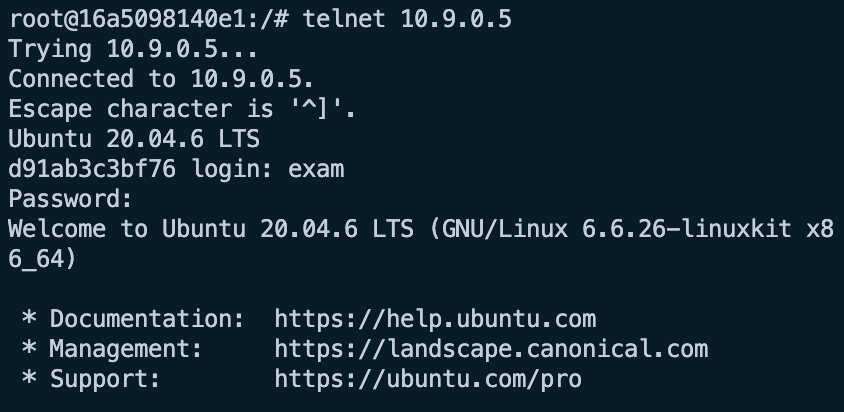 root@16a5098140e1:/# telnet 10.9.0.5
Trying 10.9.0.5...
Connected to 10.9.0.5.
Escape character is '^]'.
Ubuntu 20.04.6 LTS
d91ab3c3bf76 login: exam
Password:
Welcome to Ubuntu 20.04.6 LTS (GNU/Linux 6.6.26-linuxkit x8
6_64)
* Documentation:  https://help.ubuntu.com
* Management:     https://landscape.canonical.com
* Support:        https://ubuntu.com/pro